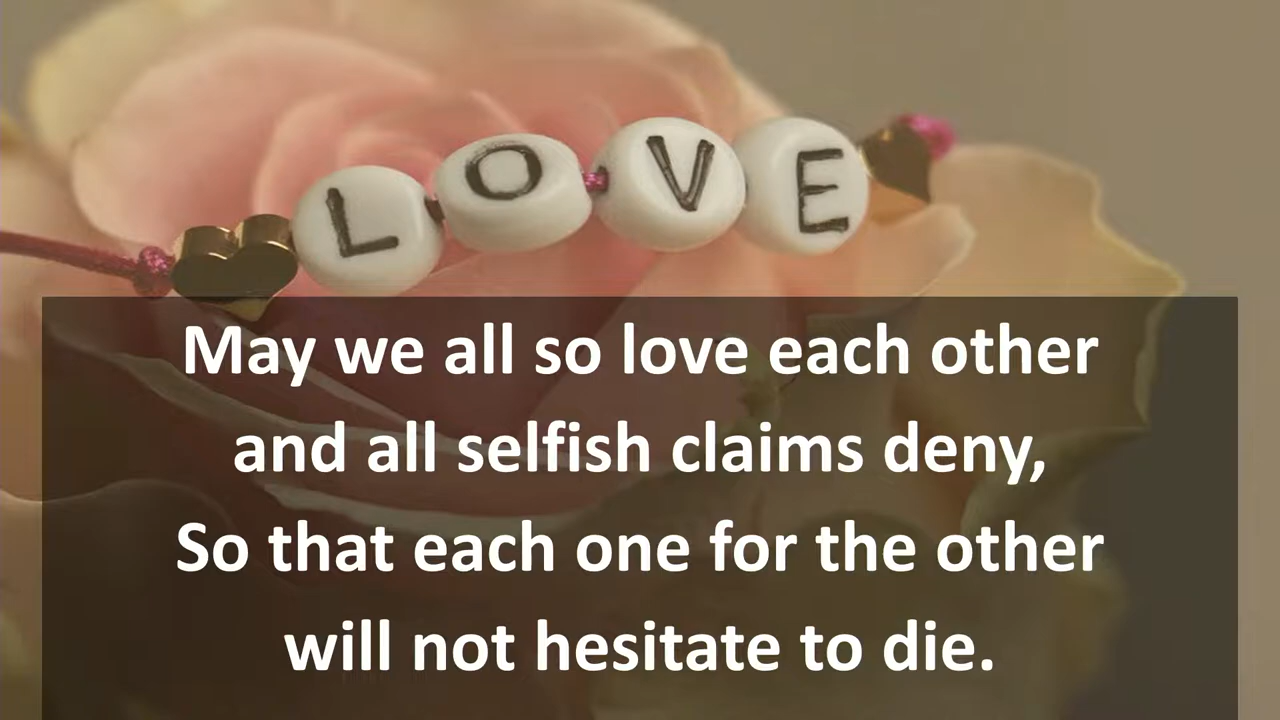 LOVE
May we all so love each other
and all selfish claims deny,
So that each one for the other
will not hesitate to die.